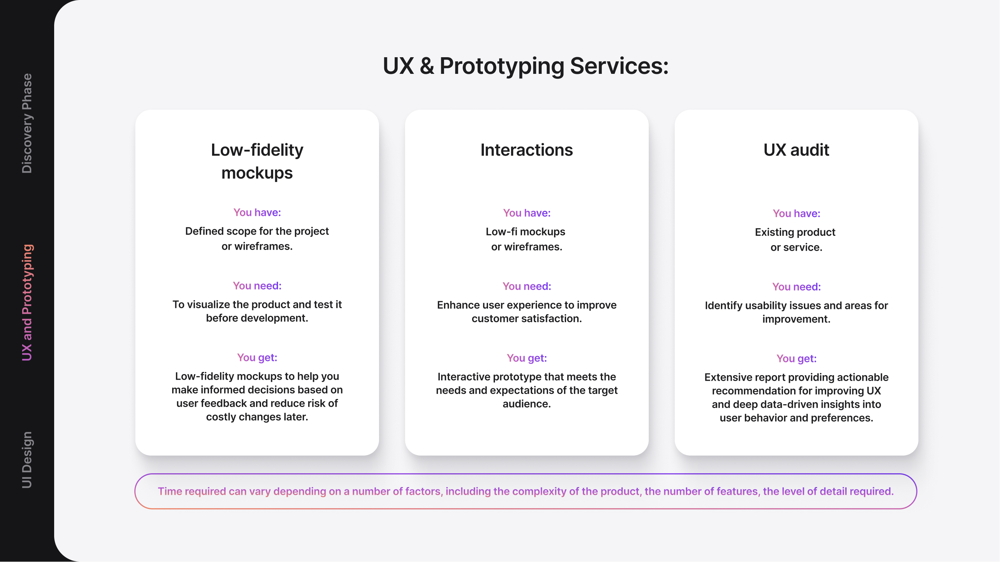 Discovery Phase
UX and Prototyping
UI Design
UX & Prototyping Services:
Low-fidelity
mockups
You have:
Defined scope for the project
or wireframes.
You need:
To visualize the product and test it
before development.
You get:
Low-fidelity mockups to help you
make informed decisions based on
user feedback and reduce risk of
costly changes later.
Interactions
You have:
Low-fi mockups
or wireframes.
You need:
Enhance user experience to improve
customer satisfaction.
You get:
Interactive prototype that meets the
needs and expectations of the target
audience.
UX audit
You have:
Existing product
or service.
You need:
Identify usability issues and areas for
improvement.
You get:
Extensive report providing actionable
recommendation for improving UX
and deep data-driven insights into
user behavior and preferences.
Time required can vary depending on a number of factors, including the complexity of the product, the number of features, the level of detail required.